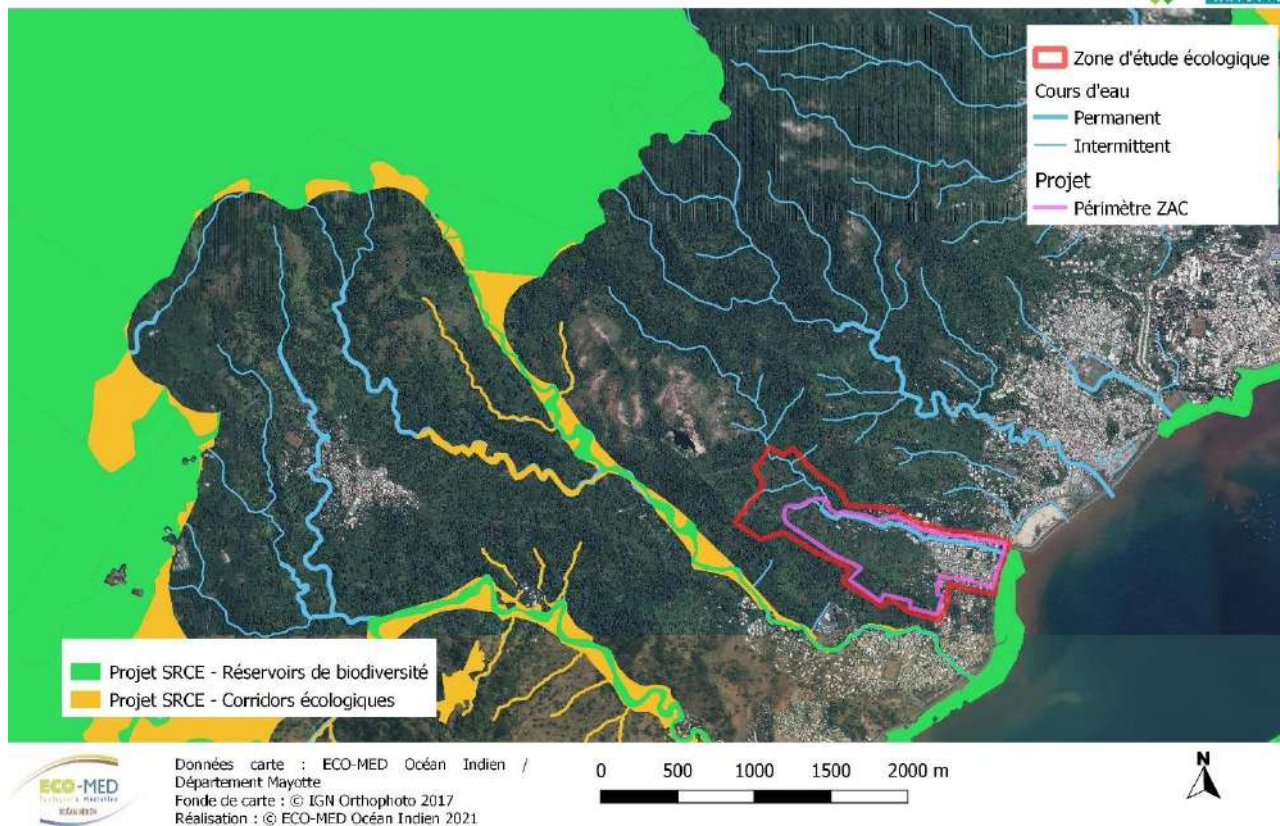 Zone d'étude écologique
Cours d'eau
Permanent
Intermittent
Projet
Périmètre ZAC
Projet SRCE - Réservoirs de biodiversité
Projet SRCE - Corridors écologiques
ECO-MED
OCÉAN INDIEN
Données carte : ECO-MED Océan Indien /
Département Mayotte
Fonde de carte : © IGN Orthophoto 2017
Réalisation : © ECO-MED Océan Indien 2021
0 500 1000 1500 2000 m
N